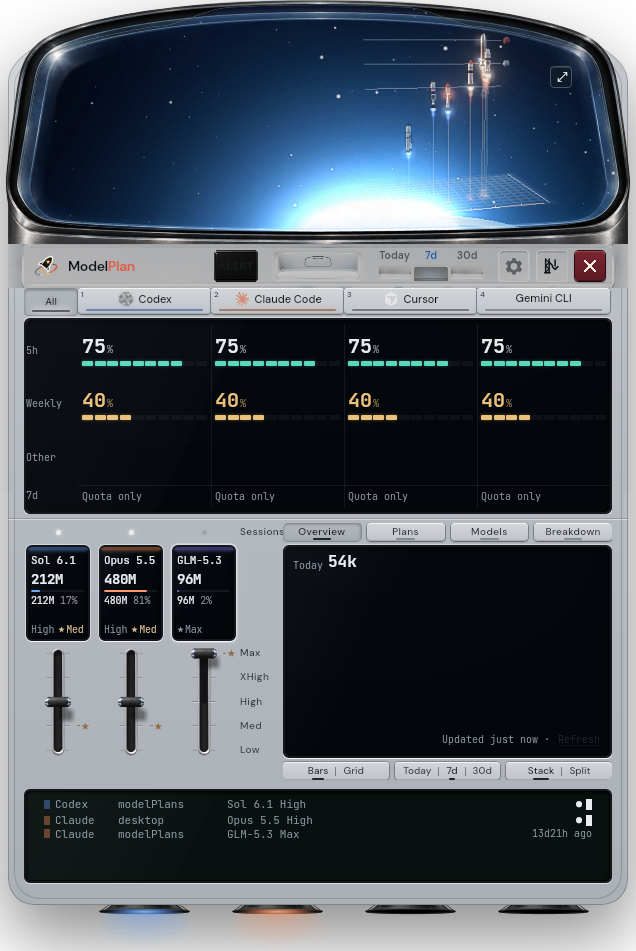 ModelPlan
ALERT
Today 7d 30d
All
1 Codex
2 Claude Code
3 Cursor
4 Gemini CLI
5h 75% 75% 75% 75%
Weekly 40% 40% 40% 40%
Other
7d Quota only Quota only Quota only Quota only
Sessions Overview Plans Models Breakdown
Sol 6.1 Opus 5.5 GLM-5.3
212M 480M 96M
212M 17% 480M 81% 96M 2%
High ★Med High ★Med ★Max
Today 54k
★ Max
XHigh
High
★ ★ Med
Low
Updated just now · Refresh
Bars | Grid Today | 7d | 30d Stack | Split
Codex modelPlans Sol 6.1 High
Claude desktop Opus 5.5 High
Claude modelPlans GLM-5.3 Max 13d21h ago